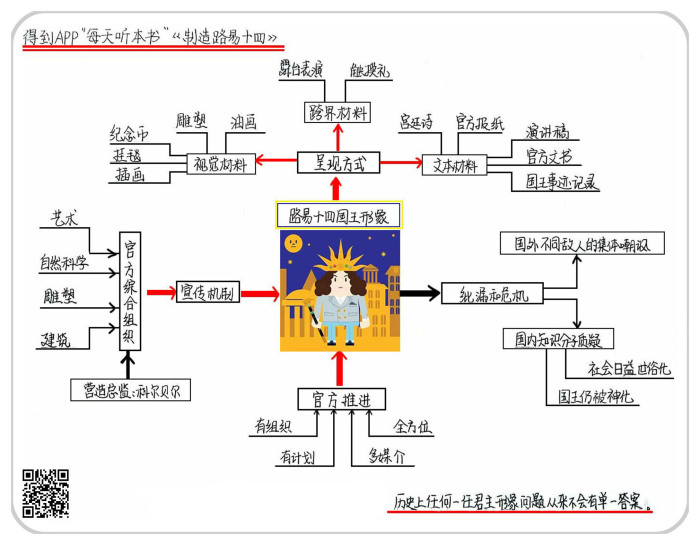 得到APP“每天听本书”《制造路易十四》
舞台表演
触摸礼
跨界材料
纪念币
挂毯
插画
雕塑
油画
视觉材料
呈现方式
宫廷诗
官方报纸
文本材料
演讲稿
官方文书
国王事迹记录
路易十四国王形象
艺术
自然科学
雕塑
建筑
官方综合组织
宣传机制
营造总监:科尔贝尔
纰漏和危机
国外不同敌人的集体嘲讽
国内知识分子质疑
社会日益世俗化
国王仍被神化
官方推进
有组织
有计划
多媒介
全方位
历史上任何一任君主形象问题从来不会有单一答案。